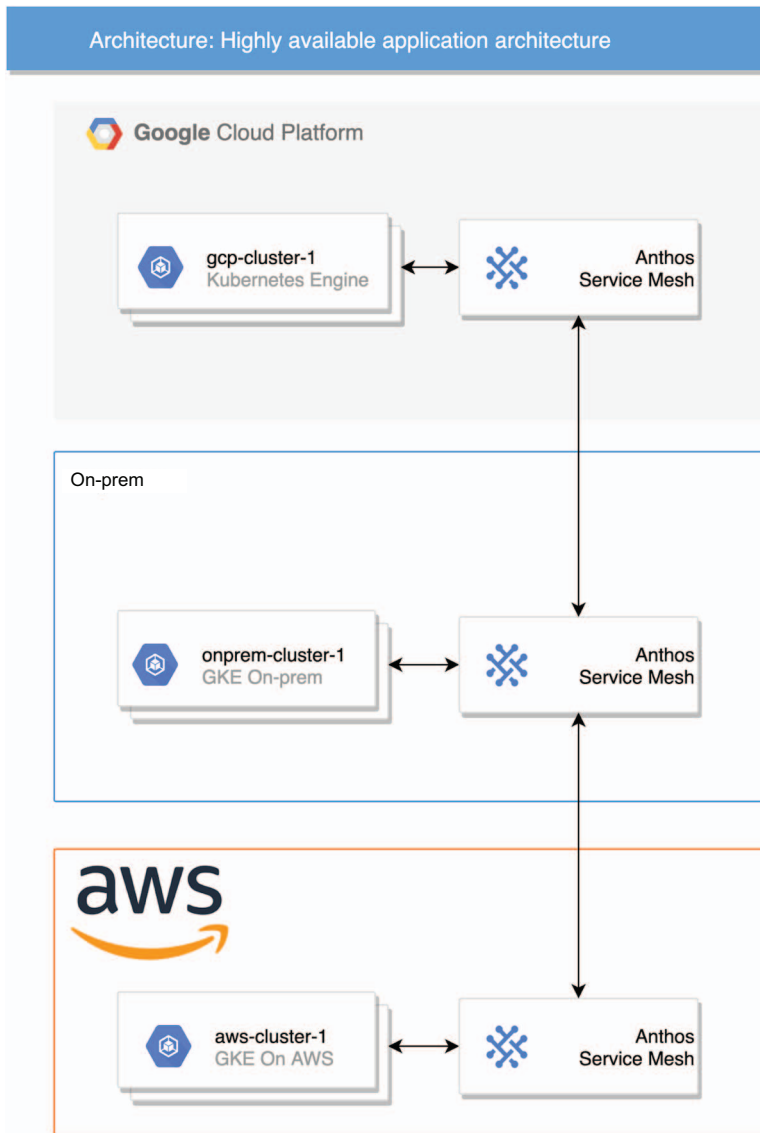 Architecture: Highly available application architecture
Google Cloud Platform
gcp-cluster-1
Kubernetes Engine
Anthos
Service Mesh
On-prem
onprem-cluster-1
GKE On-prem
Anthos
Service Mesh
aws
aws-cluster-1
GKE On AWS
Anthos
Service Mesh